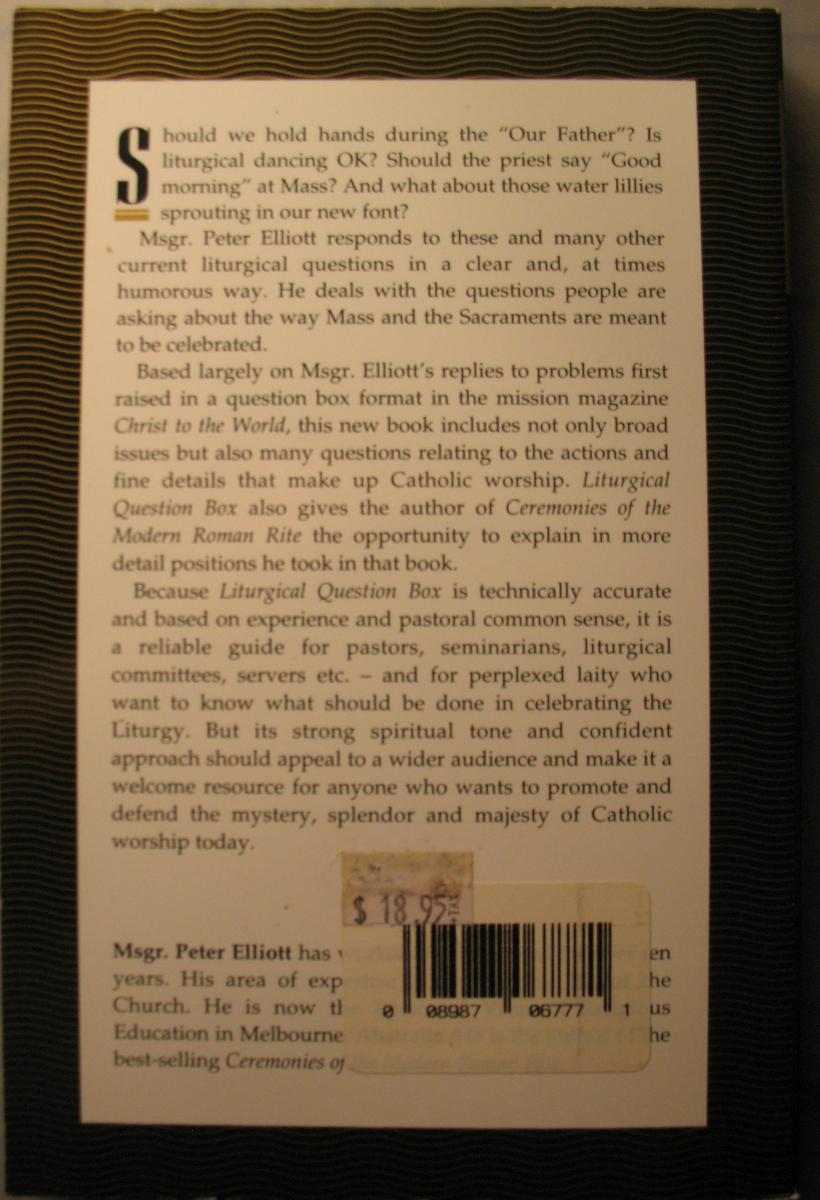 Should we hold hands during the “Our Father”? Is
liturgical dancing OK? Should the priest say “Good
morning” at Mass? And what about those water lillies
sprouting in our new font?
Msgr. Peter Elliott responds to these and many other
current liturgical questions in a clear and, at times
humorous way. He deals with the questions people are
asking about the way Mass and the Sacraments are meant
to be celebrated.
Based largely on Msgr. Elliott’s replies to problems first
raised in a question box format in the mission magazine
Christ to the World, this new book includes not only broad
issues but also many questions relating to the actions and
fine details that make up Catholic worship. Liturgical
Question Box also gives the author of Ceremonies of the
Modern Roman Rite the opportunity to explain in more
detail positions he took in that book.
Because Liturgical Question Box is technically accurate
and based on experience and pastoral common sense, it is
a reliable guide for pastors, seminarians, liturgical
committees, servers etc. – and for perplexed laity who
want to know what should be done in celebrating the
Liturgy. But its strong spiritual tone and confident
approach should appeal to a wider audience and make it a
welcome resource for anyone who wants to promote and
defend the mystery, splendor and majesty of Catholic
worship today.
$ 18.95 +TAX
Msgr. Peter Elliott has
years. His area of
Church. He is now
Education in Melbourne Australia. He is the author of the
best-selling Ceremonies of the Modern Roman Rite.
0 08987 06777 1